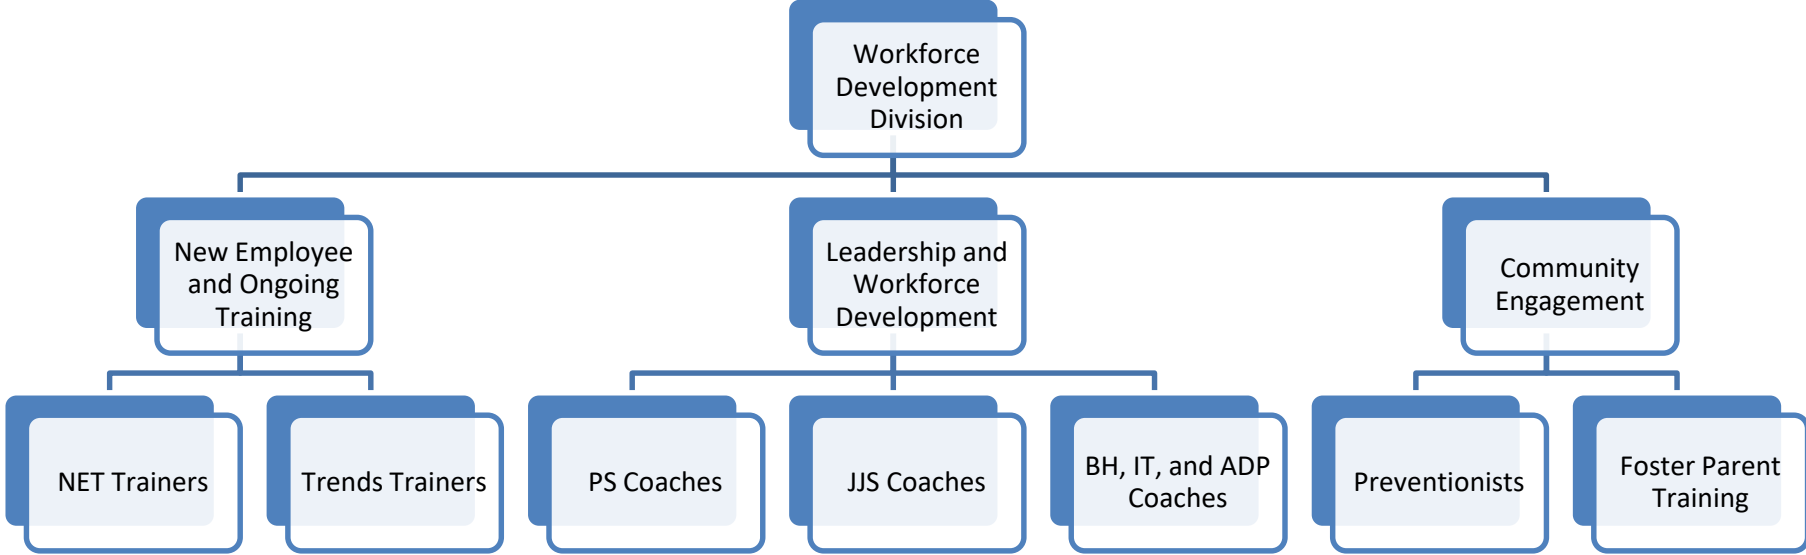 Workforce
Development
Division
New Employee
and Ongoing
Training
Leadership and
Workforce
Development
Community
Engagement
NET Trainers
Trends Trainers
PS Coaches
JJS Coaches
BH, IT, and ADP
Coaches
Preventionists
Foster Parent
Training